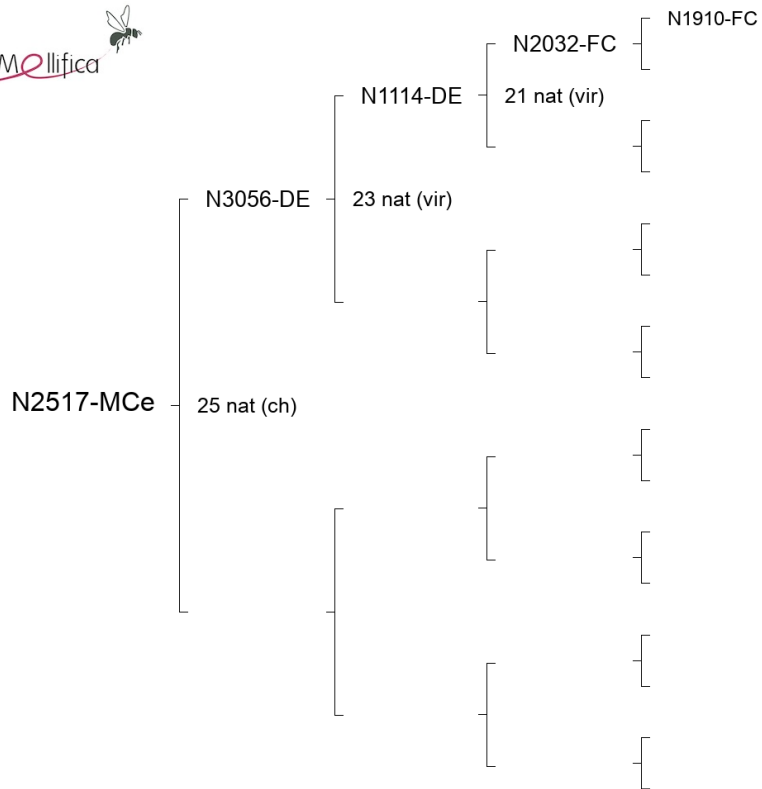 Mellifica
N1910-FC
N2032-FC
N1114-DE
21 nat (vir)
N3056-DE
23 nat (vir)
N2517-MCe
25 nat (ch)